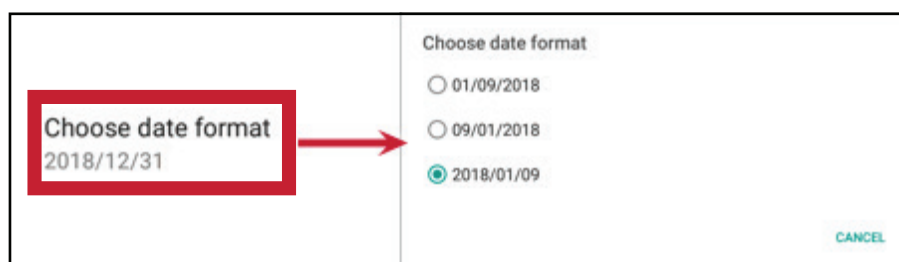 Choose date format
2018/12/31
Choose date format
01/09/2018
09/01/2018
2018/01/09
CANCEL